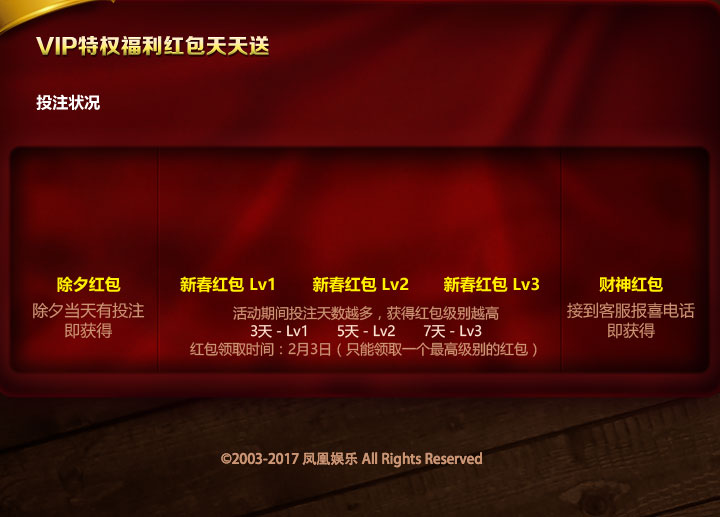 VIP特权福利红包天天送
投注状况
除夕红包
除夕当天有投注
即获得
新春红包 Lv1 新春红包 Lv2 新春红包 Lv3
活动期间投注天数越多，获得红包级别越高
3天 - Lv1 5天 - Lv2 7天 - Lv3
红包领取时间：2月3日（只能领取一个最高级别的红包）
财神红包
接到客服报喜电话
即获得
©2003-2017 凤凰娱乐 All Rights Reserved